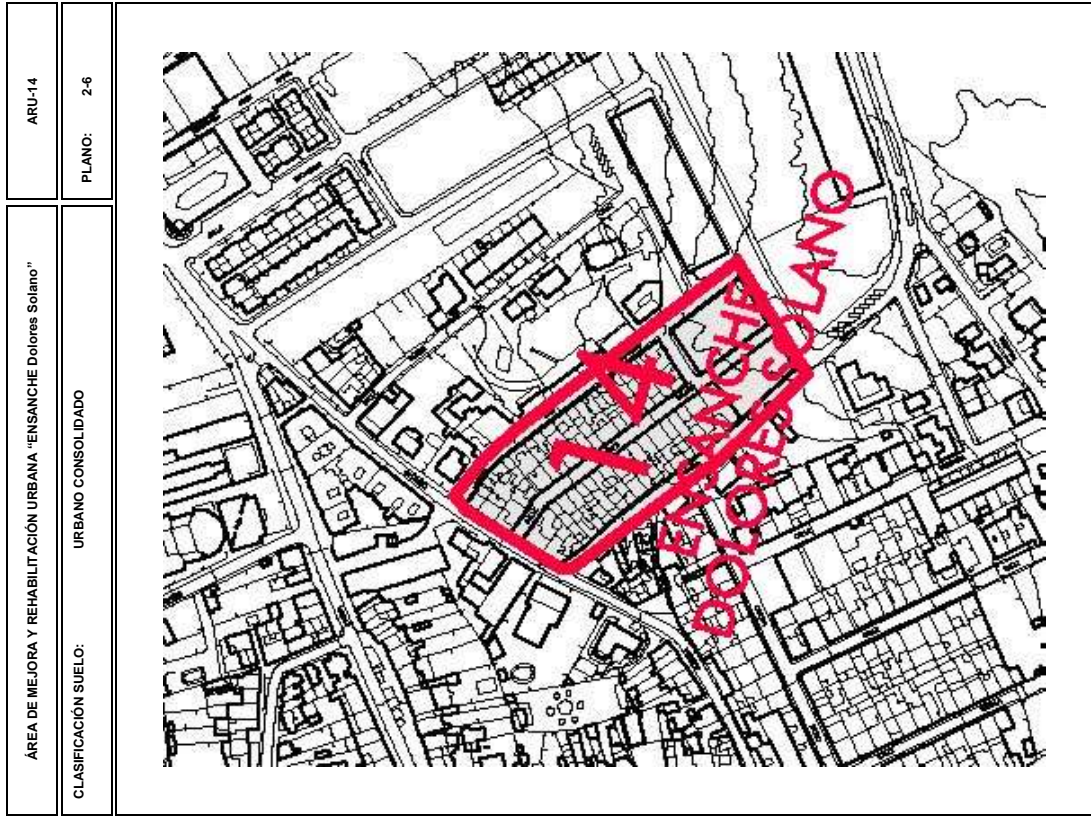 ÁREA DE MEJORA Y REHABILITACIÓN URBANA "ENSANCHE Dolores Solano"
ARU-14
CLASIFICACIÓN SUELO: URBANO CONSOLIDADO
PLANO: 2-6
14
ENSANCHE
DOLORES SOLANO